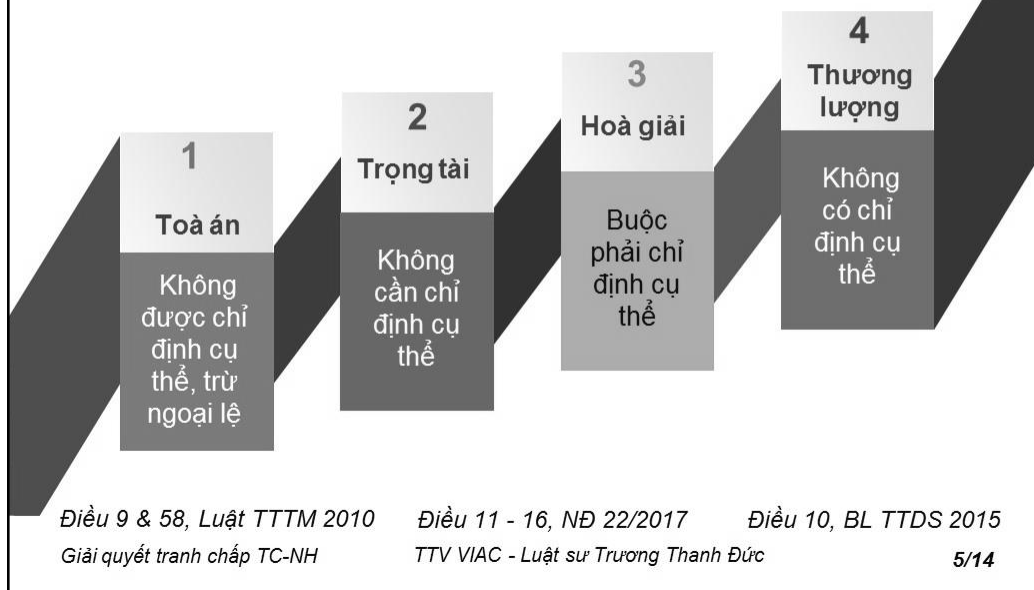 1
Toà án
Không
được chỉ
định cụ
thể, trừ
ngoại lệ
2
Trọng tài
Không
cần chỉ
định cụ
thể
3
Hoà giải
Buộc
phải chỉ
định cụ
thể
4
Thương
lượng
Không
có chỉ
định cụ
thể
Điều 9 & 58, Luật TTTM 2010
Điều 11 - 16, NĐ 22/2017
Điều 10, BL TTDS 2015
Giải quyết tranh chấp TC-NH
TTV VIAC - Luật sư Trương Thanh Đức
5/14